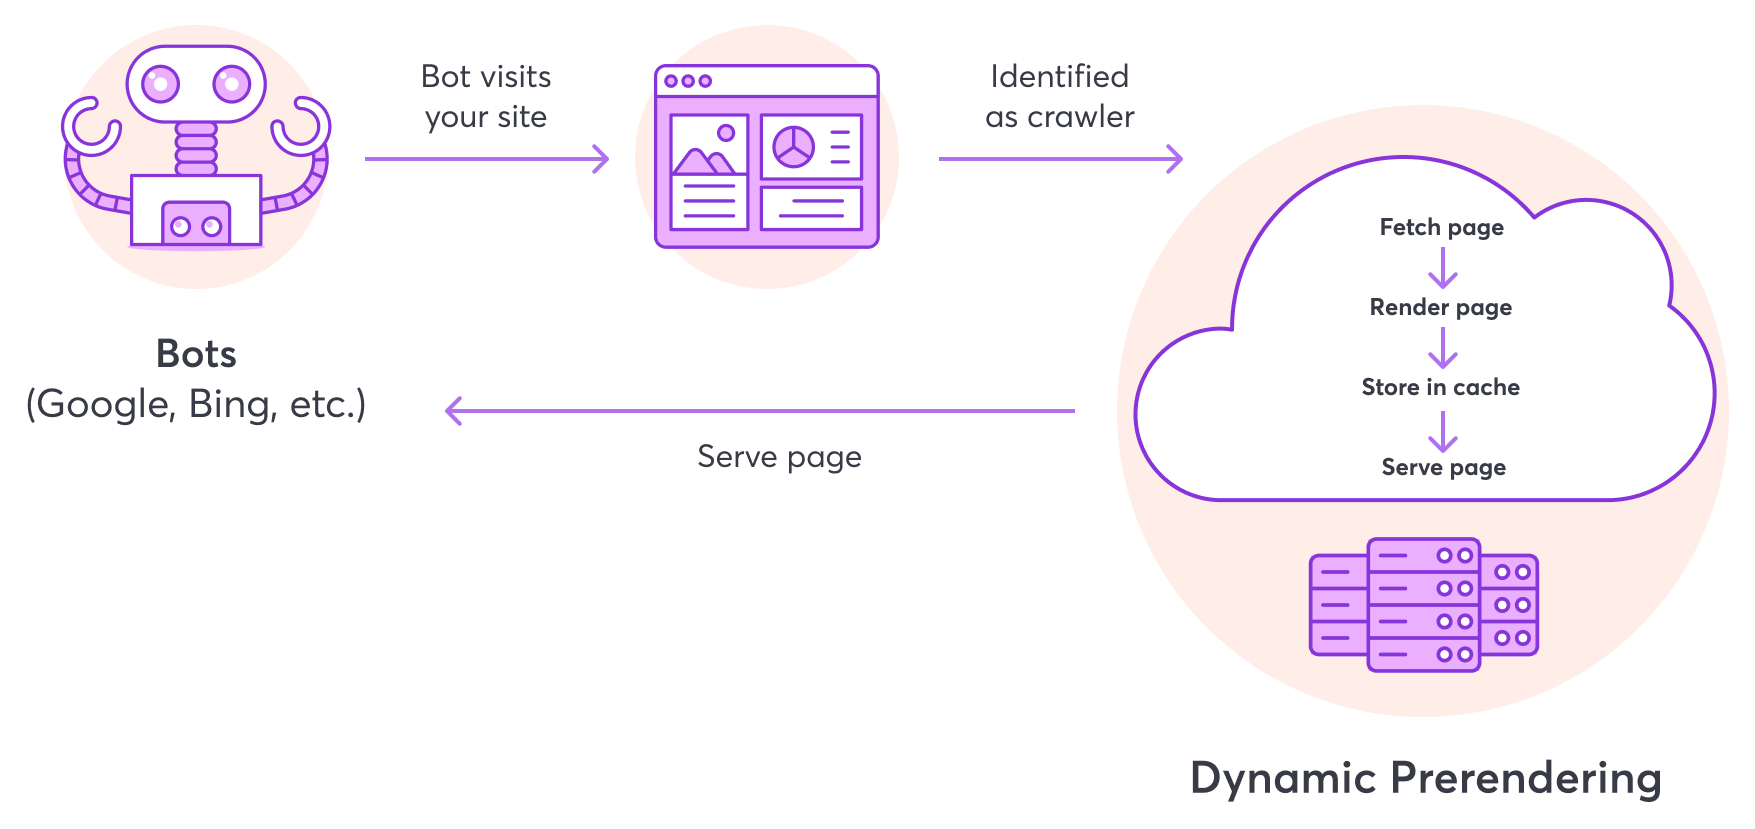 Bot visits
your site
Identified
as crawler
Fetch page
Render page
Store in cache
Serve page
Bots
(Google, Bing, etc.)
Serve page
Dynamic Prerendering